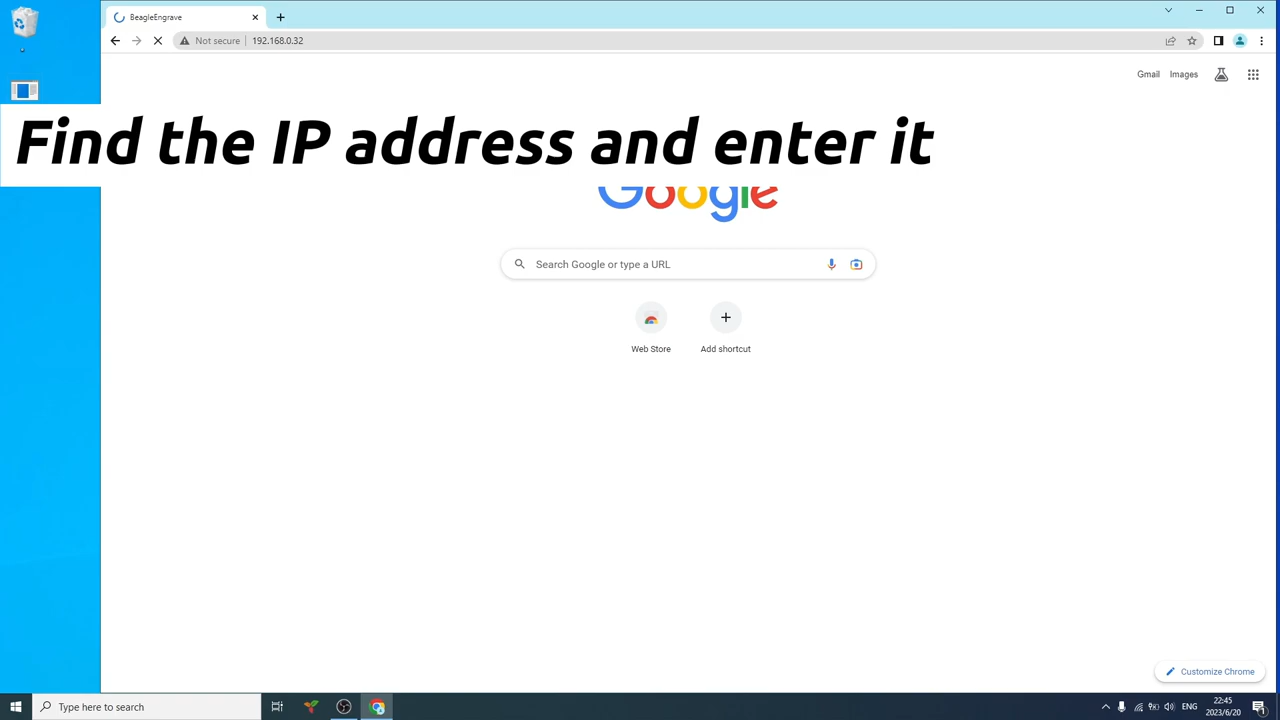 BeagleEngrave
Not secure
192.168.0.32
Gmail
Images
Find the IP address and enter it
Google
Search Google or type a URL
Web Store
Add shortcut
Customize Chrome
Type here to search
ENG
22:45
2023/6/20
1